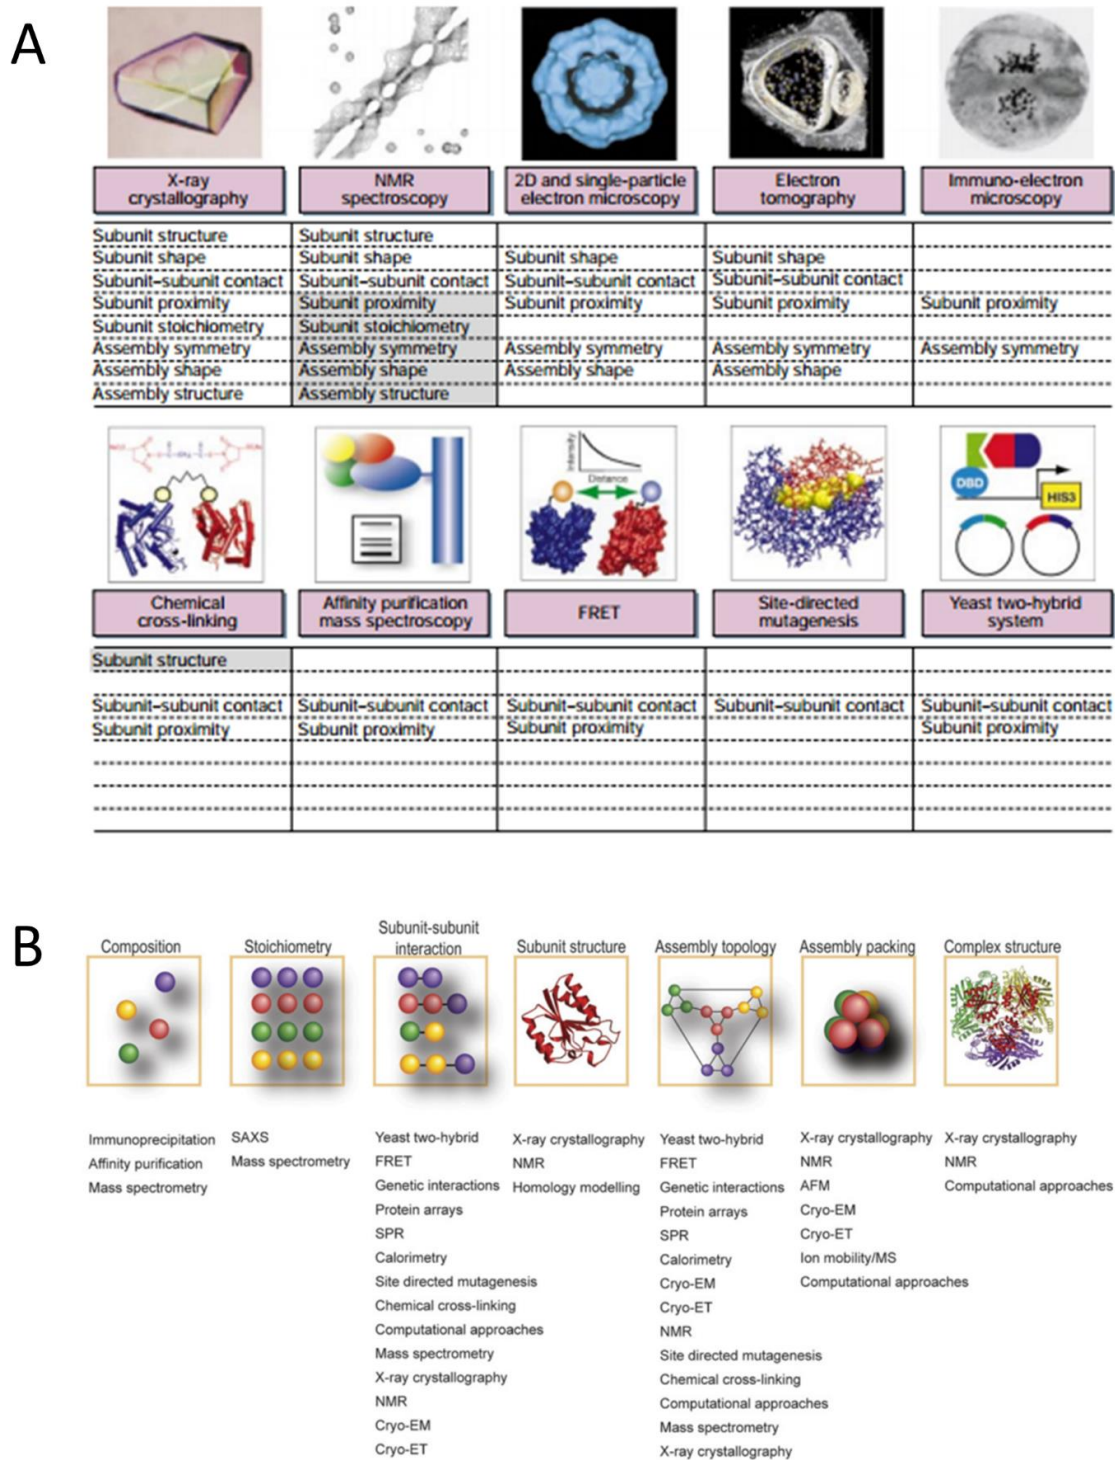 A
X-ray
crystallography
NMR
spectroscopy
2D and single-particle
electron microscopy
Electron
tomography
Immuno-electron
microscopy
Subunit structure
Subunit structure
Subunit shape
Subunit shape
Subunit shape
Subunit shape
Subunit–subunit contact
Subunit–subunit contact
Subunit–subunit contact
Subunit–subunit contact
Subunit proximity
Subunit proximity
Subunit proximity
Subunit proximity
Subunit proximity
Subunit stoichiometry
Subunit stoichiometry
Assembly symmetry
Assembly symmetry
Assembly symmetry
Assembly symmetry
Assembly symmetry
Assembly shape
Assembly shape
Assembly shape
Assembly shape
Assembly structure
Assembly structure
Intensity
Distance
DBD
HIS3
Chemical
cross-linking
Affinity purification
mass spectroscopy
FRET
Site-directed
mutagenesis
Yeast two-hybrid
system
Subunit structure
Subunit–subunit contact
Subunit–subunit contact
Subunit–subunit contact
Subunit–subunit contact
Subunit–subunit contact
Subunit proximity
Subunit proximity
Subunit proximity
Subunit proximity
B
Composition
Immunoprecipitation
Affinity purification
Mass spectrometry
Stoichiometry
SAXS
Mass spectrometry
Subunit-subunit
interaction
Yeast two-hybrid
FRET
Genetic interactions
Protein arrays
SPR
Calorimetry
Site directed mutagenesis
Chemical cross-linking
Computational approaches
Mass spectrometry
X-ray crystallography
NMR
Cryo-EM
Cryo-ET
Subunit structure
X-ray crystallography
NMR
Homology modelling
Assembly topology
Yeast two-hybrid
FRET
Genetic interactions
Protein arrays
SPR
Calorimetry
Cryo-EM
Cryo-ET
NMR
Site directed mutagenesis
Chemical cross-linking
Computational approaches
Mass spectrometry
X-ray crystallography
Assembly packing
X-ray crystallography
NMR
AFM
Cryo-EM
Cryo-ET
Ion mobility/MS
Computational approaches
Complex structure
X-ray crystallography
NMR
Computational approaches